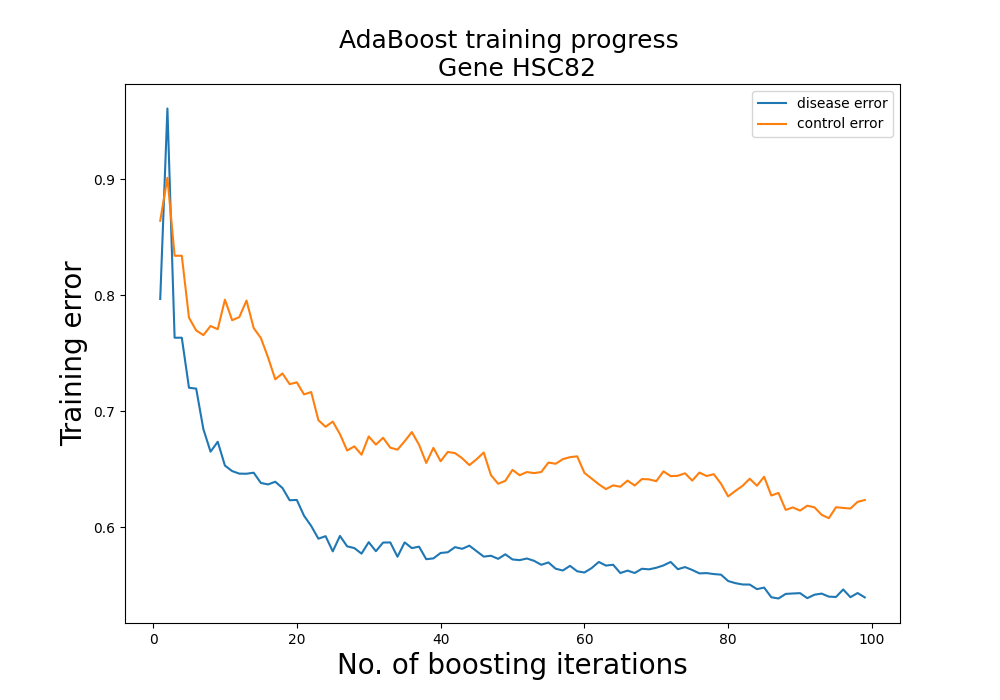 AdaBoost training progress
Gene HSC82
disease error
control error
Training error
0.9
0.8
0.7
0.6
0
20
40
60
80
100
No. of boosting iterations